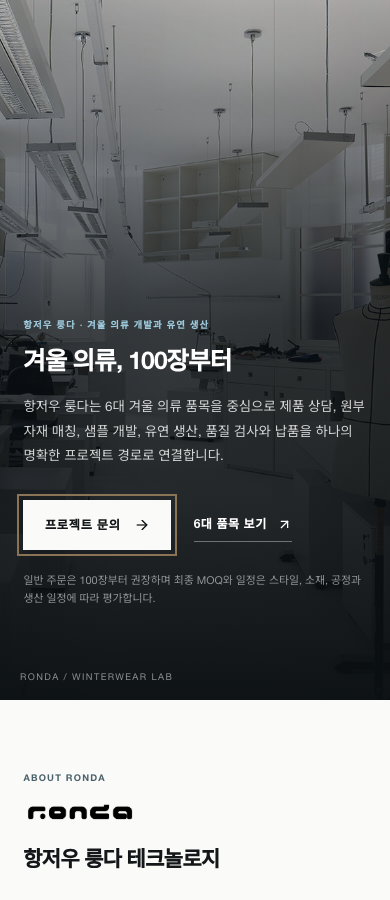 항저우 룽다 · 겨울 의류 개발과 유연 생산
겨울 의류, 100장부터
항저우 룽다는 6대 겨울 의류 품목을 중심으로 제품 상담, 원부
자재 매칭, 샘플 개발, 유연 생산, 품질 검사와 납품을 하나의
명확한 프로젝트 경로로 연결합니다.
프로젝트 문의 →
6대 품목 보기 ↗
일반 주문은 100장부터 권장하며 최종 MOQ와 일정은 스타일, 소재, 공정과
생산 일정에 따라 평가합니다.
RONDA / WINTERWEAR LAB
ABOUT RONDA
ronda
항저우 룽다 테크놀로지